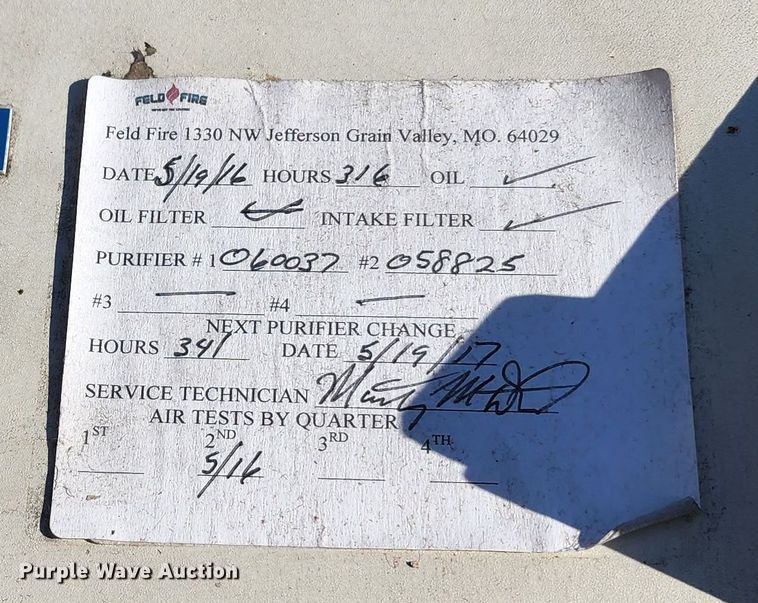 FELD FIRE
Feld Fire 1330 NW Jefferson Grain Valley, MO. 64029
DATE 5/19/16 HOURS 316 OIL ✓
OIL FILTER ✓ INTAKE FILTER ✓
PURIFIER # 1 060037 #2 058825
#3 — #4 —
NEXT PURIFIER CHANGE
HOURS 341 DATE 5/19/17
SERVICE TECHNICIAN
AIR TESTS BY QUARTER
1ST 2ND 3RD 4TH
5/16
Purple Wave Auction